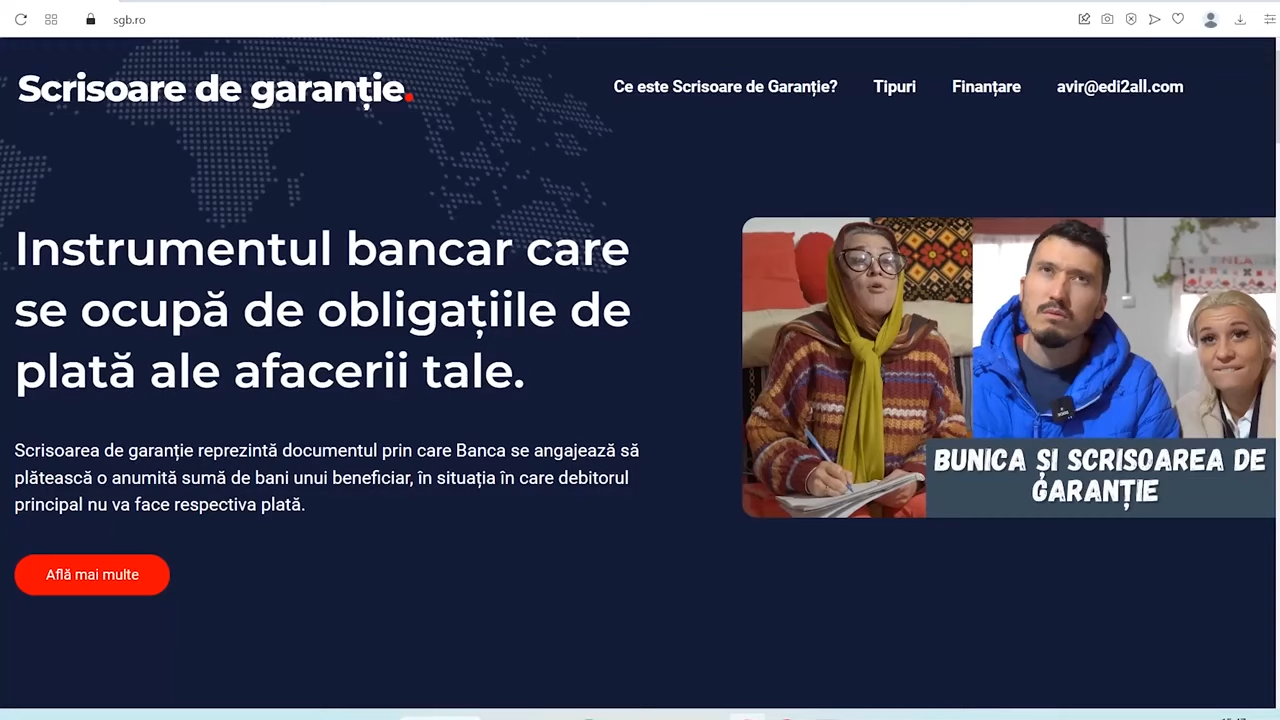 sgb.ro
Scrisoare de garanție.
Ce este Scrisoare de Garanție?
Tipuri
Finanțare
avir@edi2all.com
Instrumentul bancar care
se ocupă de obligațiile de
plată ale afacerii tale.
Scrisoarea de garanție reprezintă documentul prin care Banca se angajează să
plătească o anumită sumă de bani unui beneficiar, în situația în care debitorul
principal nu va face respectiva plată.
Află mai multe
BUNICA ȘI SCRISOAREA DE
GARANȚIE